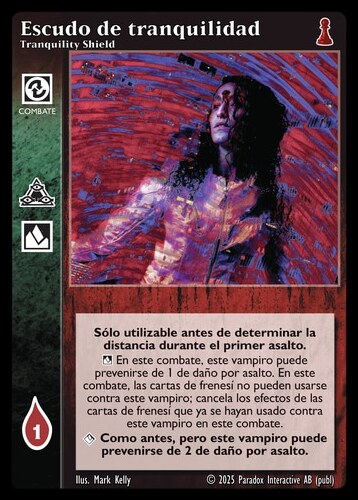 Escudo de tranquilidad
Tranquility Shield
COMBATE
Sólo utilizable antes de determinar la
distancia durante el primer asalto.
En este combate, este vampiro puede
prevenirse de 1 de daño por asalto. En este
combate, las cartas de frenesí no pueden usarse
contra este vampiro; cancela los efectos de las
cartas de frenesí que ya se hayan usado contra
este vampiro en este combate.
Como antes, pero este vampiro puede
prevenirse de 2 de daño por asalto.
1
Ilus. Mark Kelly
© 2025 Paradox Interactive AB (publ)